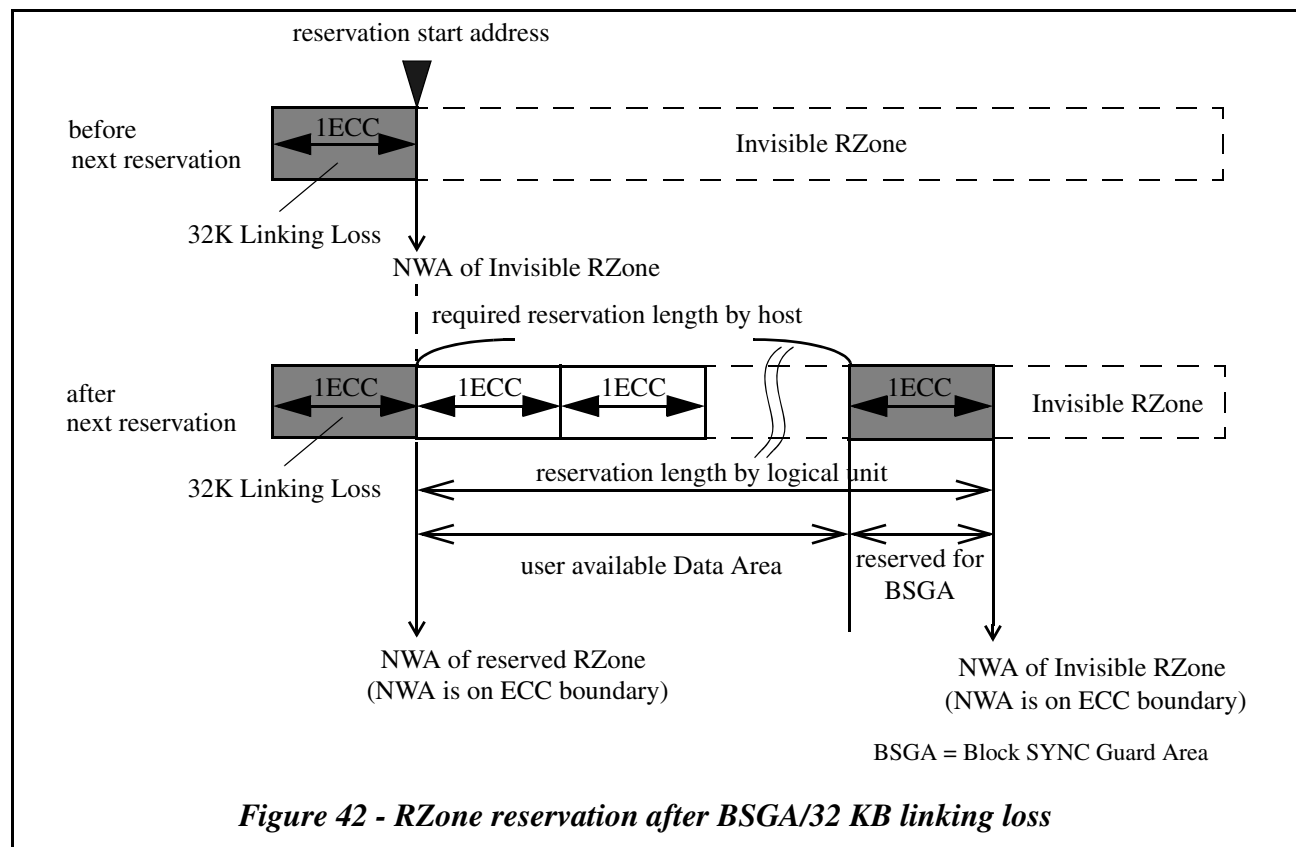 reservation start address
before
next reservation
1ECC
Invisible RZone
32K Linking Loss
NWA of Invisible RZone
required reservation length by host
after
next reservation
1ECC
1ECC
1ECC
1ECC
Invisible RZone
32K Linking Loss
reservation length by logical unit
user available Data Area
reserved for
BSGA
NWA of reserved RZone
(NWA is on ECC boundary)
NWA of Invisible RZone
(NWA is on ECC boundary)
BSGA = Block SYNC Guard Area
Figure 42 - RZone reservation after BSGA/32 KB linking loss